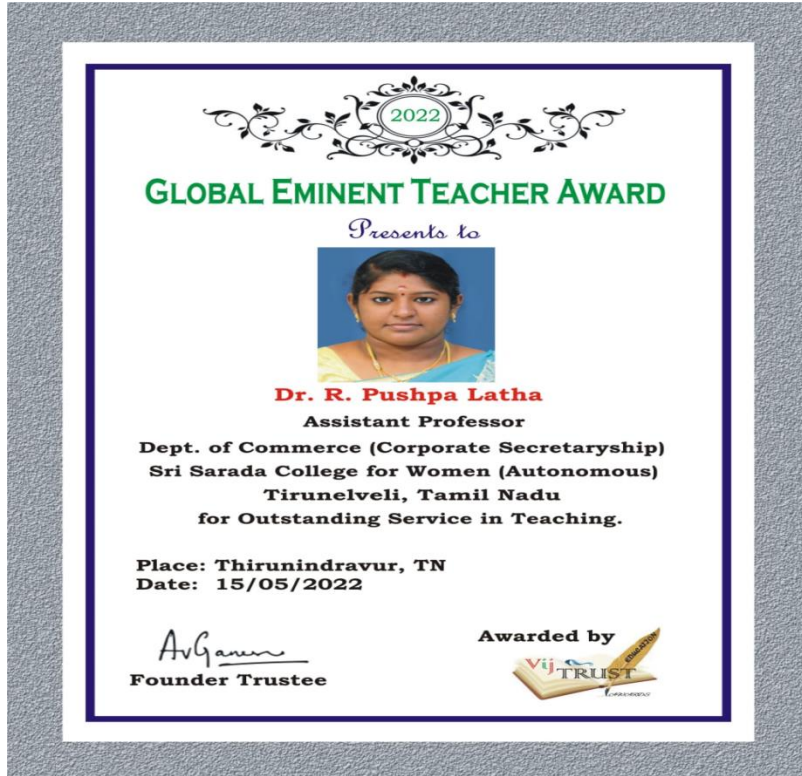 2022
GLOBAL EMINENT TEACHER AWARD
Presents to
Dr. R. Pushpa Latha
Assistant Professor
Dept. of Commerce (Corporate Secretaryship)
Sri Sarada College for Women (Autonomous)
Tirunelveli, Tamil Nadu
for Outstanding Service in Teaching.
Place: Thirunindravur, TN
Date: 15/05/2022
Founder Trustee
Awarded by
EDUCATION
Vij TRUST